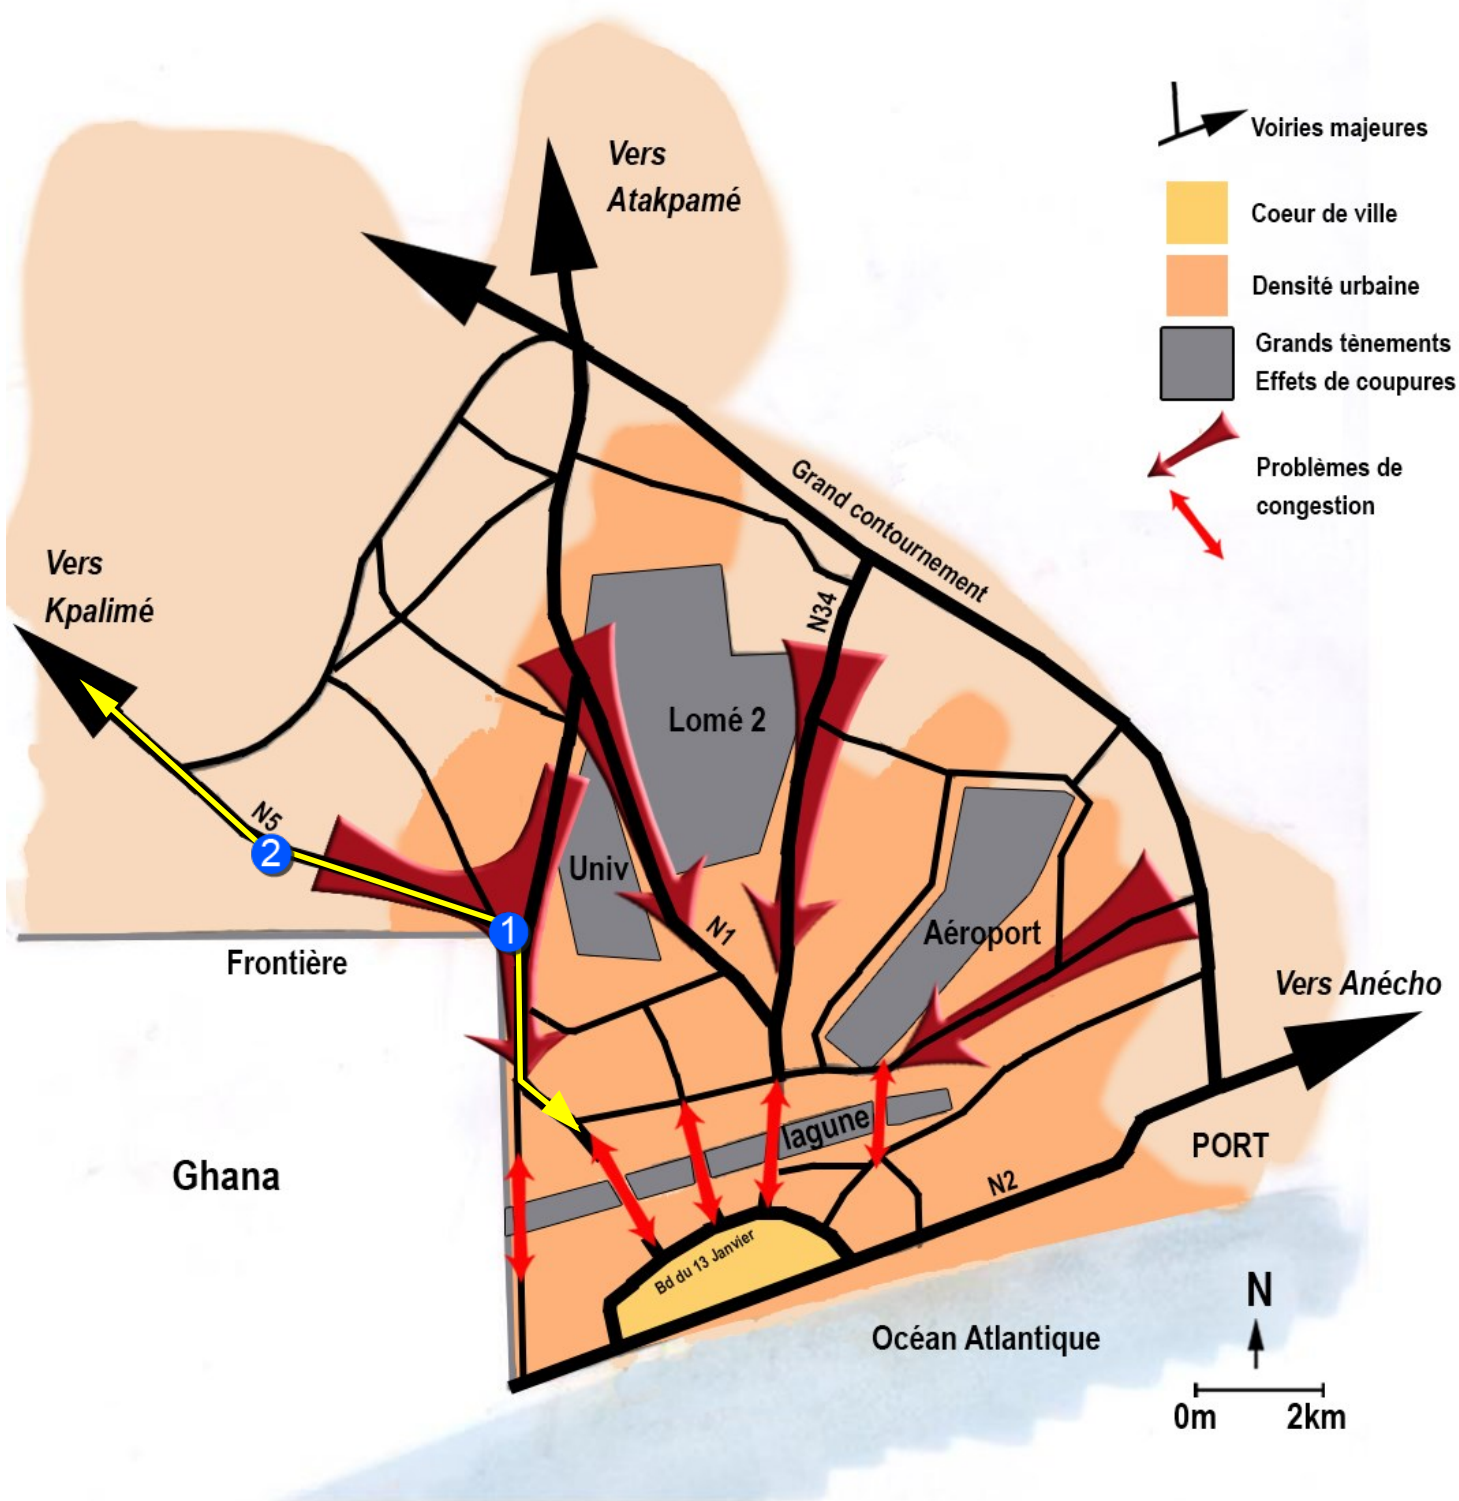 Vers
Atakpamé
Voiries majeures
Coeur de ville
Densité urbaine
Grands tènements
Effets de coupures
Problèmes de
congestion
Grand contournement
Vers
Kpalimé
N34
Lomé 2
N5
2
Univ
1
N1
Aéroport
Frontière
Vers Anécho
lagune
PORT
Ghana
N2
Bd du 13 Janvier
N
Océan Atlantique
0m 2km